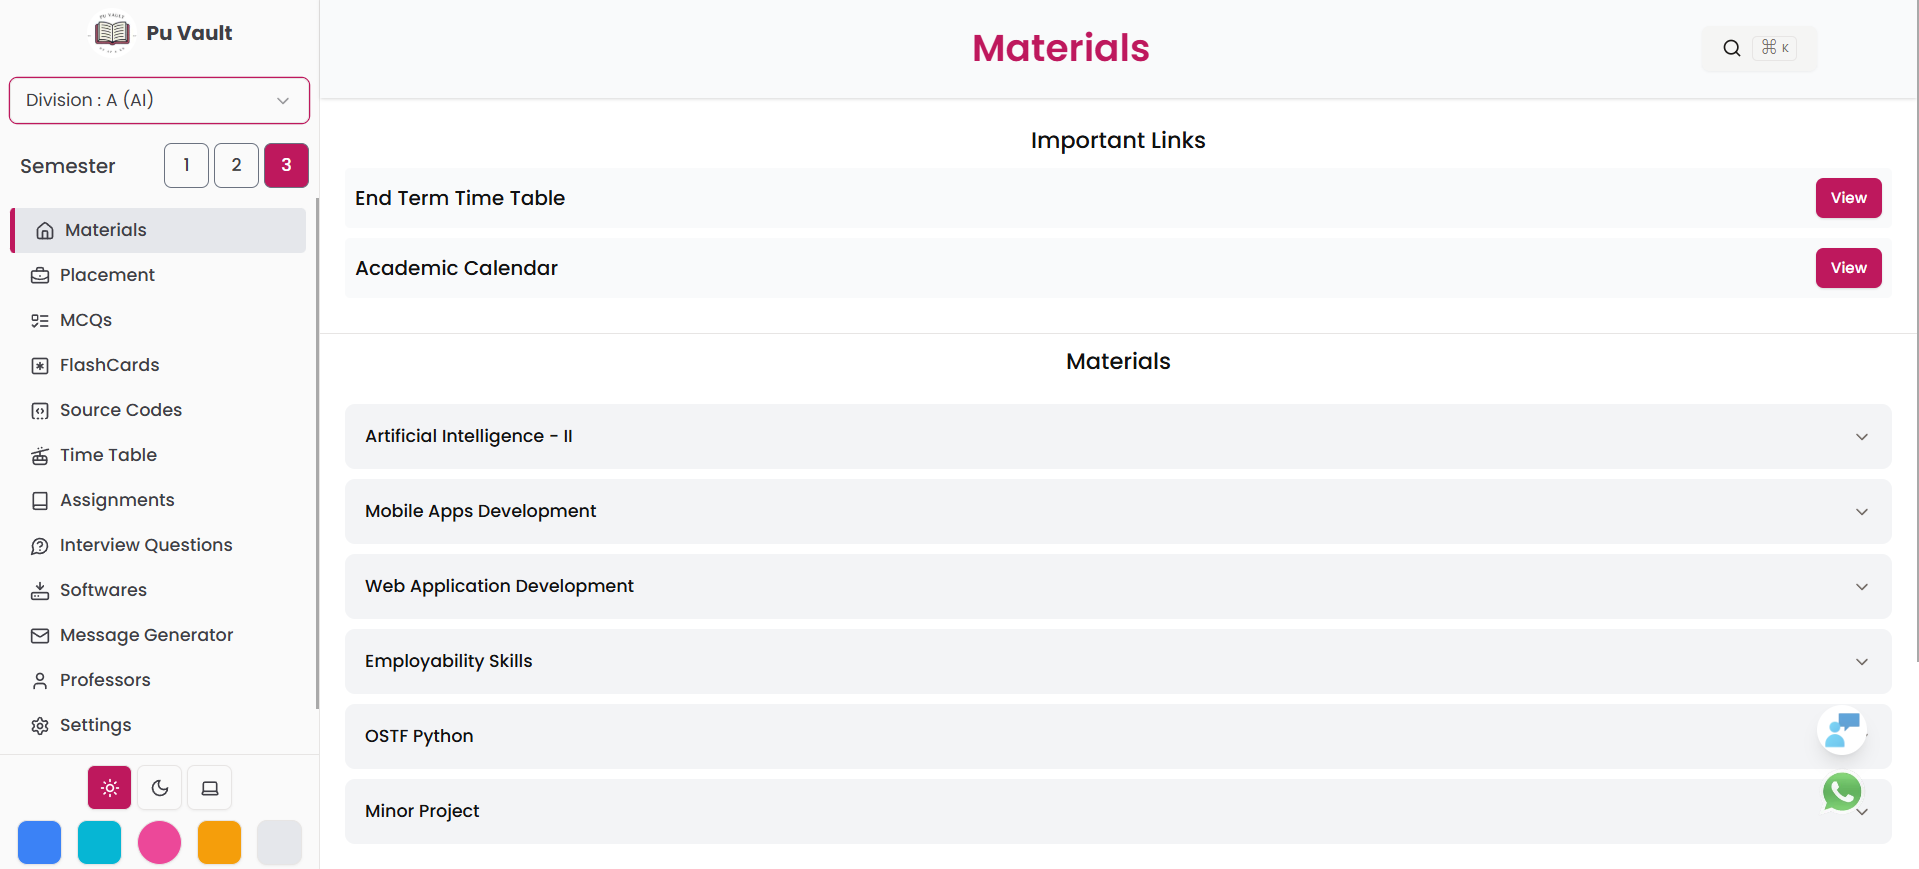 Pu Vault
Division : A (AI)
Semester 1 2 3
Materials
Placement
MCQs
FlashCards
Source Codes
Time Table
Assignments
Interview Questions
Softwares
Message Generator
Professors
Settings
Materials
⌘ K
Important Links
End Term Time Table
View
Academic Calendar
View
Materials
Artificial Intelligence - II
Mobile Apps Development
Web Application Development
Employability Skills
OSTF Python
Minor Project